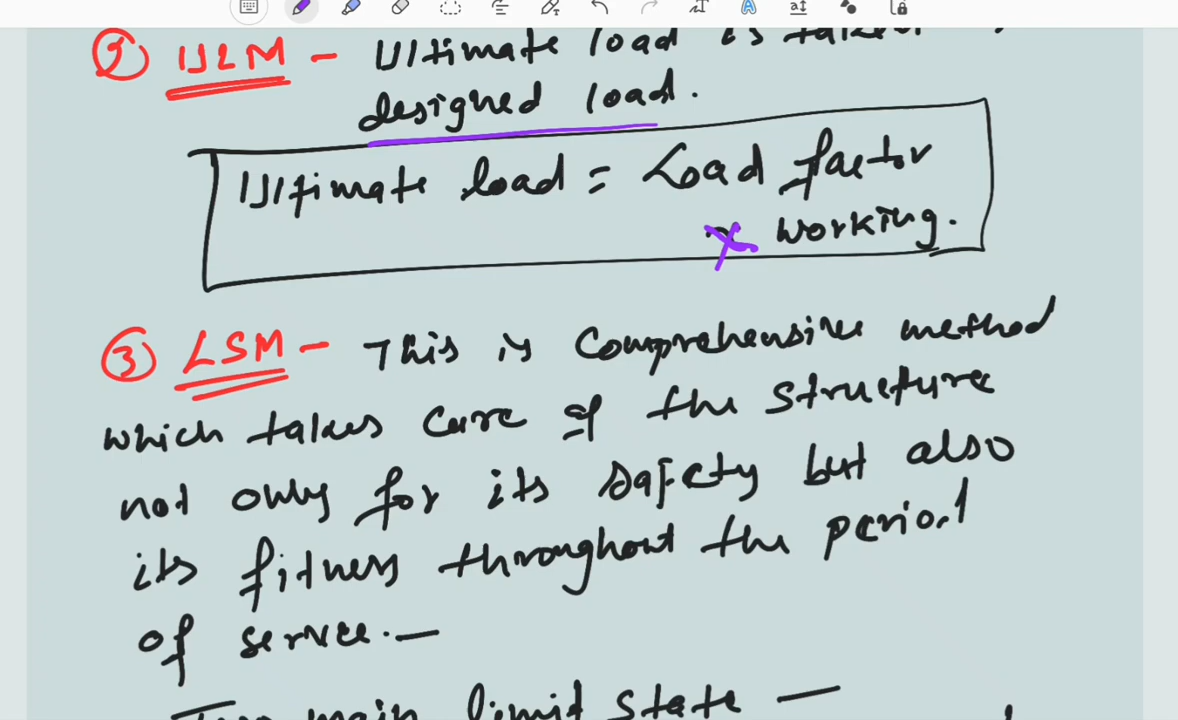 ② ULM - Ultimate load is taken
designed load.
Ultimate load = Load factor
x working.
③ LSM - This is Comprehensive method
which takes care of the structure
not only for its safety but also
its fitness throughout the period
of service. —
Two main limit state —